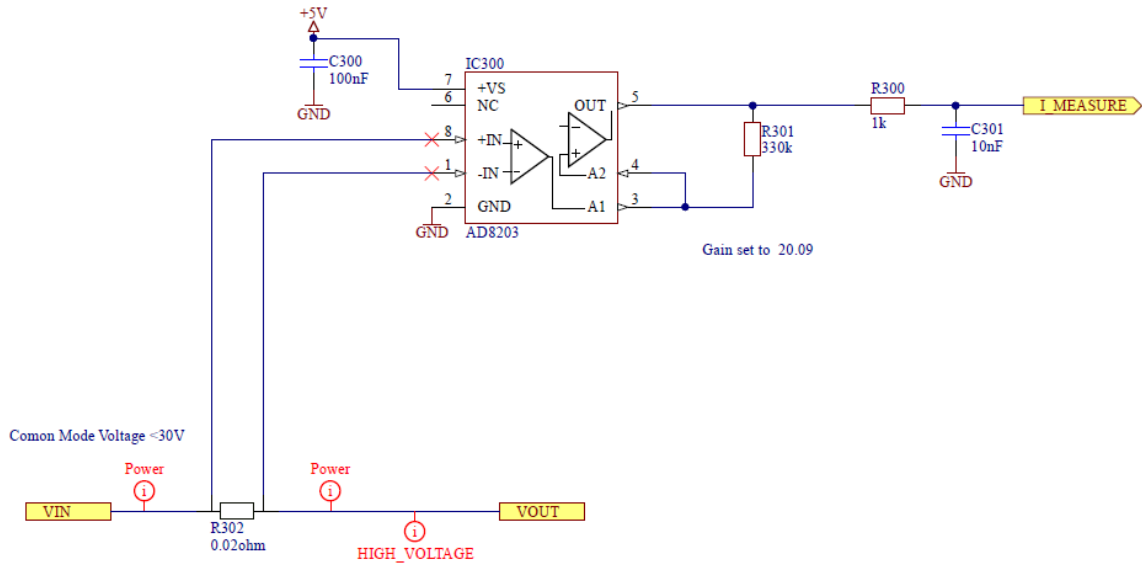 +5V
C300
100nF
GND
IC300
7
+VS
6
NC
8
+IN
1
-IN
2
GND
GND
OUT
5
A2
4
A1
3
AD8203
R301
330k
R300
1k
C301
10nF
GND
I_MEASURE
Gain set to 20.09
Comon Mode Voltage <30V
Power
i
Power
i
VIN
R302
0.02ohm
i
HIGH_VOLTAGE
VOUT